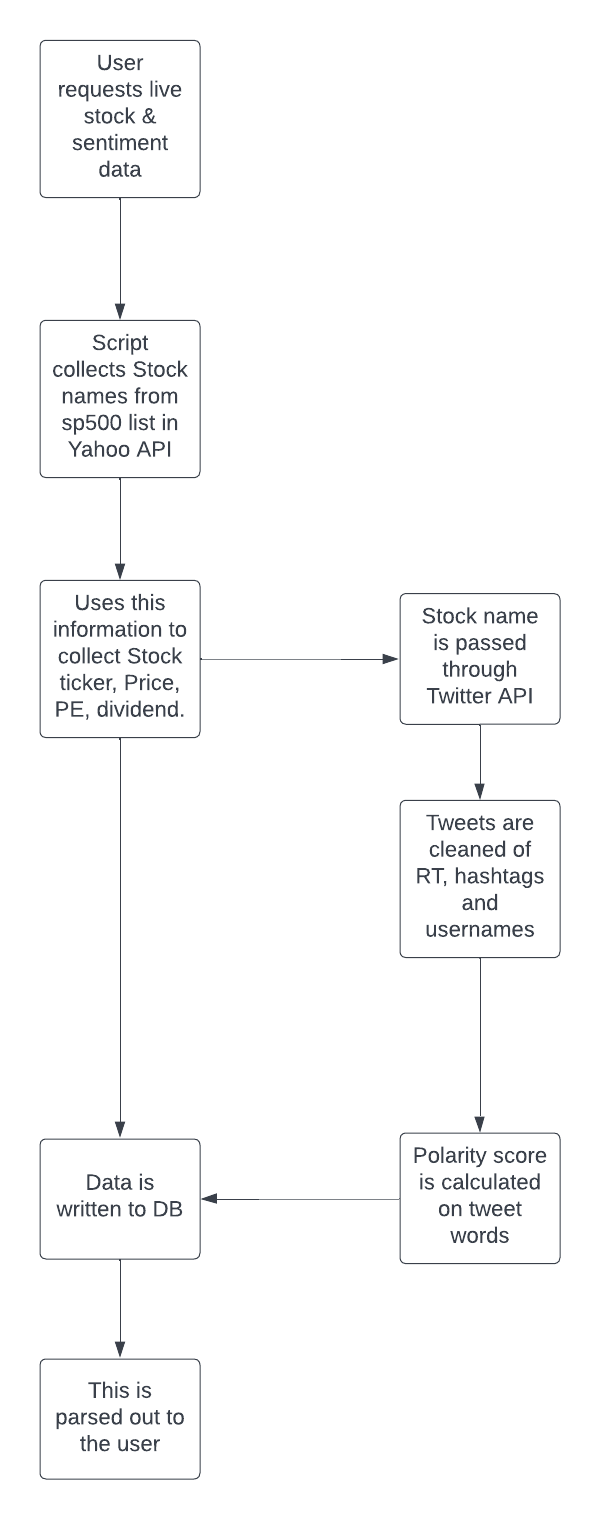 User
requests live
stock &
sentiment
data
Script
collects Stock
names from
sp500 list in
Yahoo API
Uses this
information to
collect Stock
ticker, Price,
PE, dividend.
Stock name
is passed
through
Twitter API
Tweets are
cleaned of
RT, hashtags
and
usernames
Polarity score
is calculated
on tweet
words
Data is
written to DB
This is
parsed out to
the user